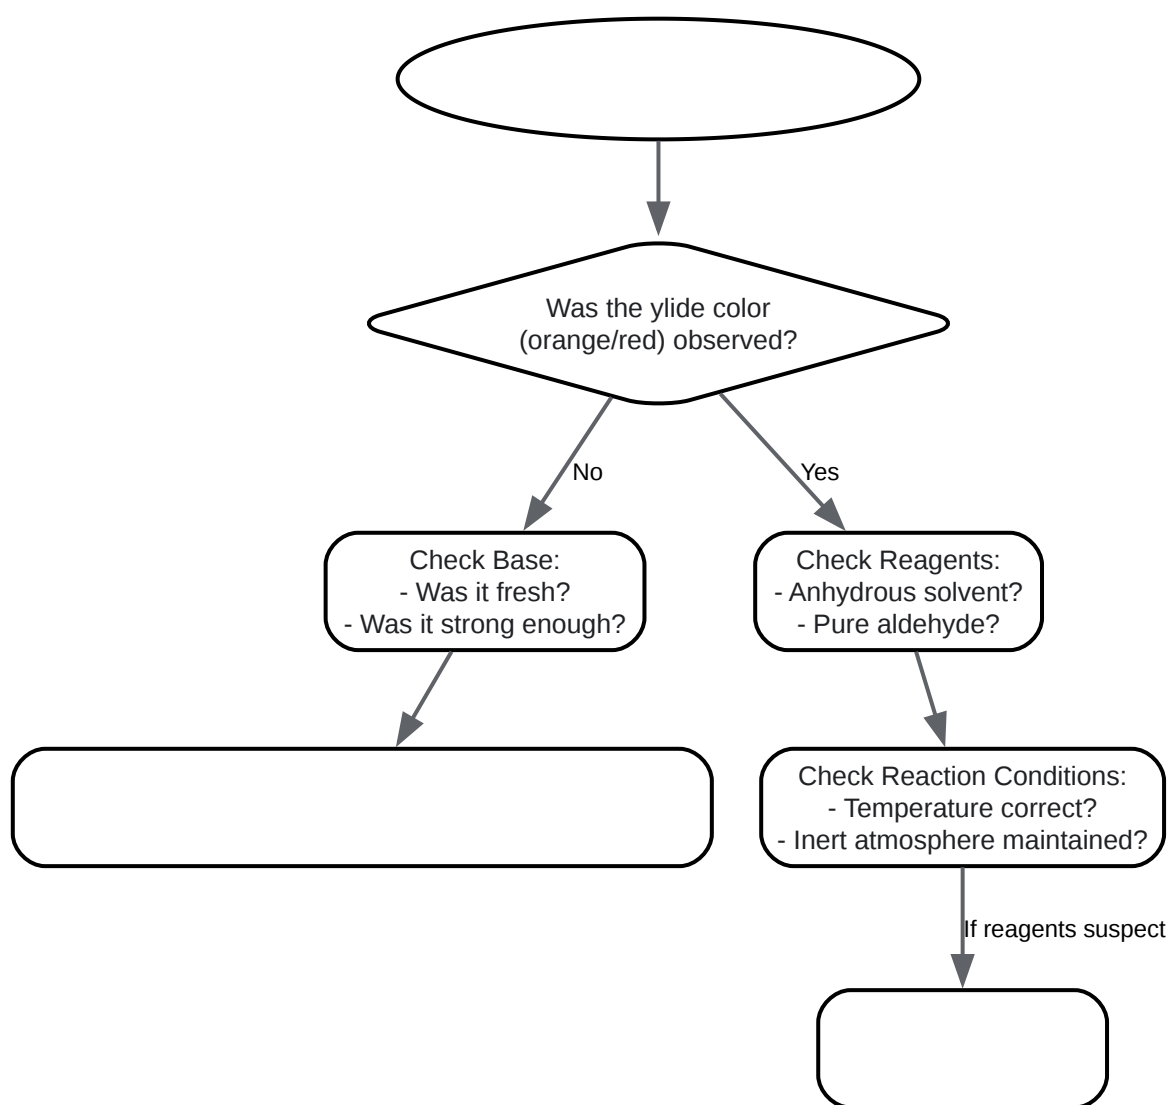 Was the ylide color
(orange/red) observed?
No
Yes
Check Base:
- Was it fresh?
- Was it strong enough?
Check Reagents:
- Anhydrous solvent?
- Pure aldehyde?
Check Reaction Conditions:
- Temperature correct?
- Inert atmosphere maintained?
If reagents suspect